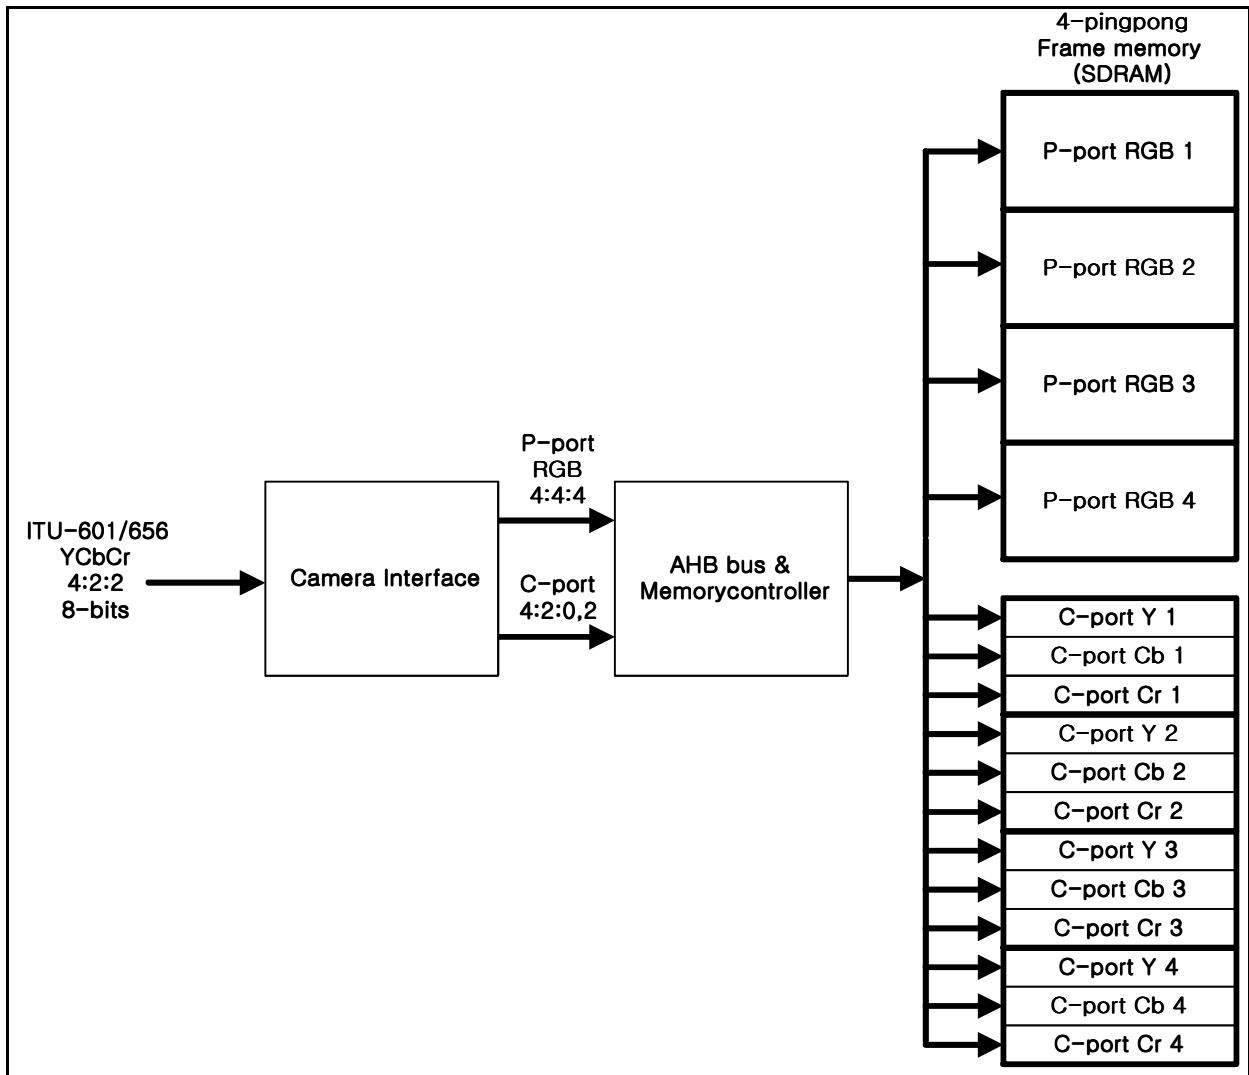 4-pingpong
Frame memory
(SDRAM)
P-port RGB 1
P-port RGB 2
P-port RGB 3
P-port RGB 4
ITU-601/656
YCbCr
4:2:2
8-bits
Camera Interface
P-port
RGB
4:4:4
C-port
4:2:0,2
AHB bus &
Memorycontroller
C-port Y 1
C-port Cb 1
C-port Cr 1
C-port Y 2
C-port Cb 2
C-port Cr 2
C-port Y 3
C-port Cb 3
C-port Cr 3
C-port Y 4
C-port Cb 4
C-port Cr 4